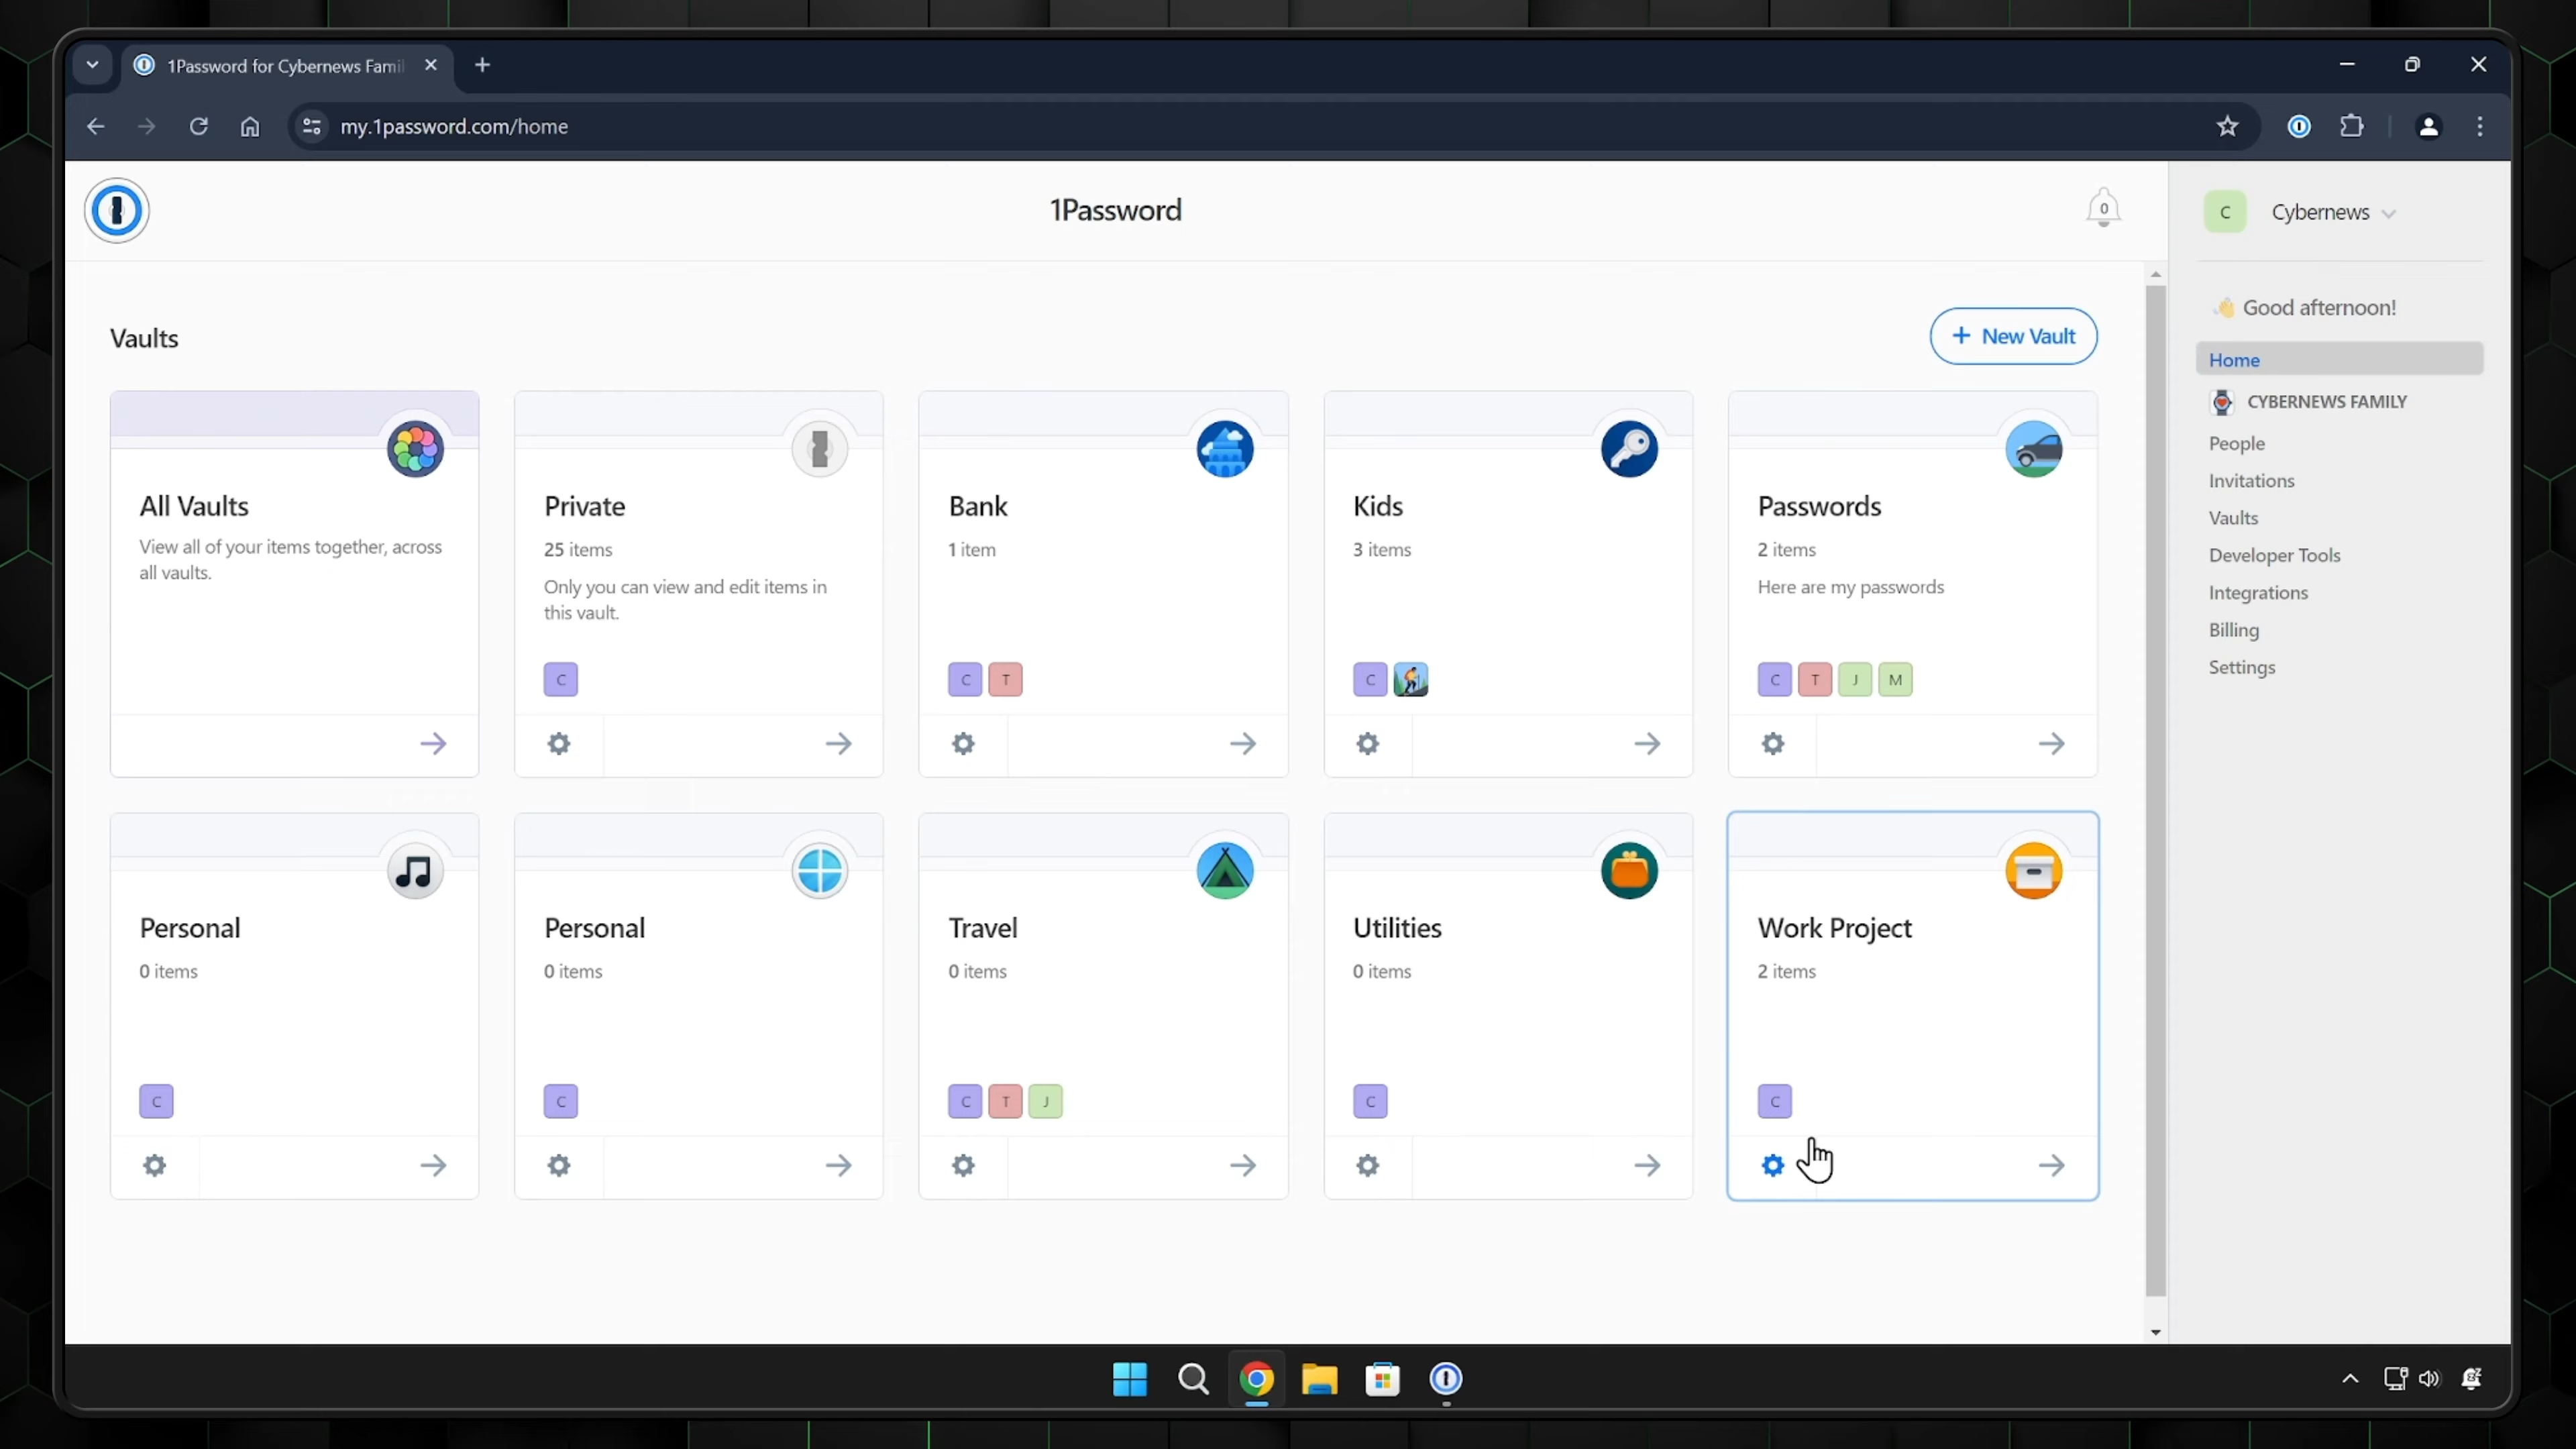 1Password for Cybernews Famil
my.1password.com/home
1Password
0
C
Cybernews
Vaults
+ New Vault
All Vaults
View all of your items together, across
all vaults.
Private
25 items
Only you can view and edit items in
this vault.
C
Bank
1 item
C T
Kids
3 items
C
Passwords
2 items
Here are my passwords
C T J M
Personal
0 items
C
Personal
0 items
C
Travel
0 items
C T J
Utilities
0 items
C
Work Project
2 items
C
👋 Good afternoon!
Home
CYBERNEWS FAMILY
People
Invitations
Vaults
Developer Tools
Integrations
Billing
Settings